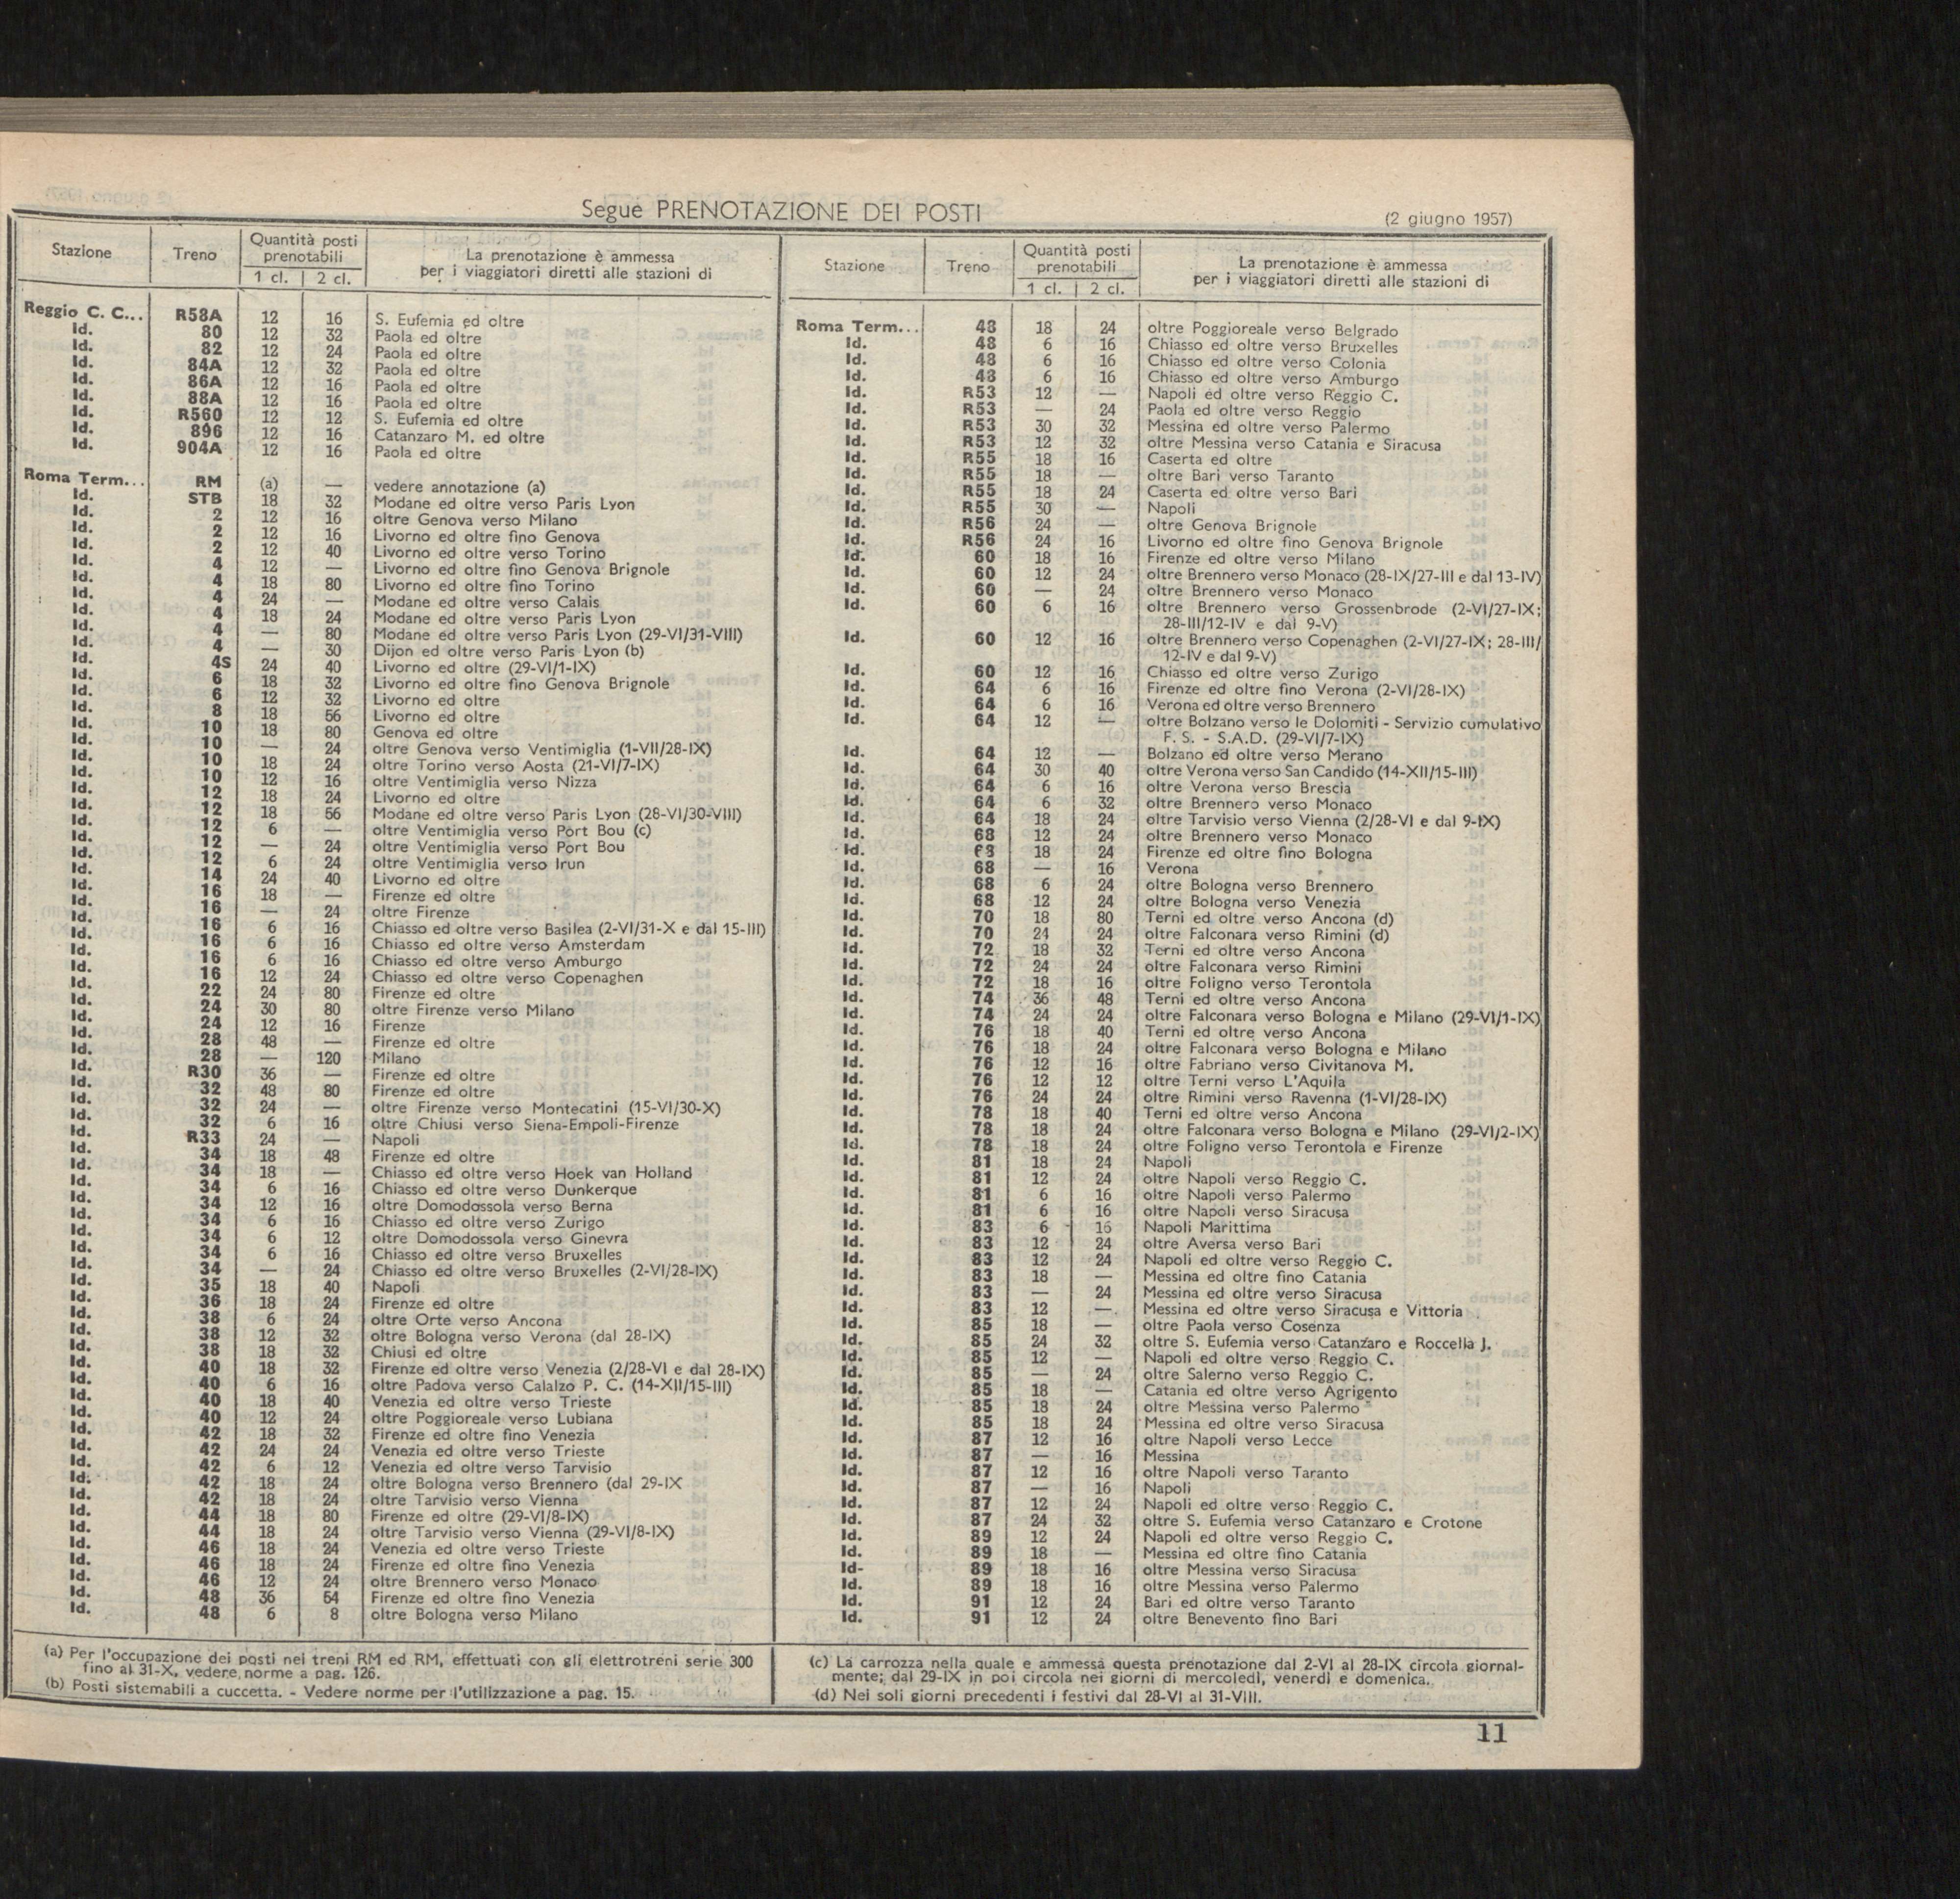 Segue PRENOTAZIONE DEI POSTI
(2 giugno 1957)
Stazione Treno Quantità posti prenotabili 1 cl. 2 cl. La prenotazione è ammessa per i viaggiatori diretti alle stazioni di
Reggio C. C... R58A 12 16 S. Eufemia ed oltre
Id. 80 12 32 Paola ed oltre
Id. 82 12 24 Paola ed oltre
Id. 84A 12 32 Paola ed oltre
Id. 86A 12 16 Paola ed oltre
Id. 88A 12 16 Paola ed oltre
Id. R560 12 12 S. Eufemia ed oltre
Id. 896 12 16 Catanzaro M. ed oltre
Id. 904A 12 16 Paola ed oltre
Roma Term... RM (a) — vedere annotazione (a)
Id. STB 18 32 Modane ed oltre verso Paris Lyon
Id. 2 12 16 oltre Genova verso Milano
Id. 2 12 16 Livorno ed oltre fino Genova
Id. 2 12 40 Livorno ed oltre verso Torino
Id. 4 12 — Livorno ed oltre fino Genova Brignole
Id. 4 18 80 Livorno ed oltre fino Torino
Id. 4 24 — Modane ed oltre verso Calais
Id. 4 18 24 Modane ed oltre verso Paris Lyon
Id. 4 — 80 Modane ed oltre verso Paris Lyon (29-VI/31-VIII)
Id. 4 — 30 Dijon ed oltre verso Paris Lyon (b)
Id. 4S 24 40 Livorno ed oltre (29-VI/1-IX)
Id. 6 18 32 Livorno ed oltre fino Genova Brignole
Id. 6 12 32 Livorno ed oltre
Id. 8 18 56 Livorno ed oltre
Id. 10 18 80 Genova ed oltre
Id. 10 — 24 oltre Genova verso Ventimiglia (1-VII/28-IX)
Id. 10 18 24 oltre Torino verso Aosta (21-VI/7-IX)
Id. 10 12 16 oltre Ventimiglia verso Nizza
Id. 12 18 24 Livorno ed oltre
Id. 12 18 56 Modane ed oltre verso Paris Lyon (28-VI/30-VIII)
Id. 12 6 — oltre Ventimiglia verso Port Bou (c)
Id. 12 — 24 oltre Ventimiglia verso Port Bou
Id. 12 6 24 oltre Ventimiglia verso Irun
Id. 14 24 40 Livorno ed oltre
Id. 16 18 — Firenze ed oltre
Id. 16 — 24 oltre Firenze
Id. 16 6 16 Chiasso ed oltre verso Basilea (2-VI/31-X e dal 15-III)
Id. 16 6 16 Chiasso ed oltre verso Amsterdam
Id. 16 6 16 Chiasso ed oltre verso Amburgo
Id. 16 12 24 Chiasso ed oltre verso Copenaghen
Id. 22 24 80 Firenze ed oltre
Id. 24 30 80 oltre Firenze verso Milano
Id. 24 12 16 Firenze
Id. 28 48 — Firenze ed oltre
Id. 28 — 120 Milano
Id. R30 36 — Firenze ed oltre
Id. 32 48 80 Firenze ed oltre
Id. 32 24 — oltre Firenze verso Montecatini (15-VI/30-X)
Id. 32 6 16 oltre Chiusi verso Siena-Empoli-Firenze
Id. R33 24 — Napoli
Id. 34 18 48 Firenze ed oltre
Id. 34 18 — Chiasso ed oltre verso Hoek van Holland
Id. 34 6 16 Chiasso ed oltre verso Dunkerque
Id. 34 12 16 oltre Domodossola verso Berna
Id. 34 6 16 Chiasso ed oltre verso Zurigo
Id. 34 6 12 oltre Domodossola verso Ginevra
Id. 34 6 16 Chiasso ed oltre verso Bruxelles
Id. 34 — 24 Chiasso ed oltre verso Bruxelles (2-VI/28-IX)
Id. 35 18 40 Napoli
Id. 36 18 24 Firenze ed oltre
Id. 38 6 24 oltre Orte verso Ancona
Id. 38 12 32 oltre Bologna verso Verona (dal 28-IX)
Id. 38 18 32 Chiusi ed oltre
Id. 40 18 32 Firenze ed oltre verso Venezia (2/28-VI e dal 28-IX)
Id. 40 6 16 oltre Padova verso Calalzo P. C. (14-XII/15-III)
Id. 40 18 40 Venezia ed oltre verso Trieste
Id. 40 12 24 oltre Poggioreale verso Lubiana
Id. 42 18 32 Firenze ed oltre fino Venezia
Id. 42 24 24 Venezia ed oltre verso Trieste
Id. 42 6 12 Venezia ed oltre verso Tarvisio
Id. 42 18 24 oltre Bologna verso Brennero (dal 29-IX
Id. 42 18 24 oltre Tarvisio verso Vienna
Id. 44 18 80 Firenze ed oltre (29-VI/8-IX)
Id. 44 18 24 oltre Tarvisio verso Vienna (29-VI/8-IX)
Id. 46 18 24 Venezia ed oltre verso Trieste
Id. 46 18 24 Firenze ed oltre fino Venezia
Id. 46 12 24 oltre Brennero verso Monaco
Id. 48 36 64 Firenze ed oltre fino Venezia
Id. 48 6 8 oltre Bologna verso Milano
(a) Per l'occupazione dei posti nei treni RM ed RM, effettuati con gli elettrotreni serie 300
fino al 31-X, vedere norme a pag. 126.
(b) Posti sistemabili a cuccetta. - Vedere norme per l'utilizzazione a pag. 15.
Stazione Treno Quantità posti prenotabili 1 cl. 2 cl. La prenotazione è ammessa per i viaggiatori diretti alle stazioni di
Roma Term... 48 18 24 oltre Poggioreale verso Belgrado
Id. 48 6 16 Chiasso ed oltre verso Bruxelles
Id. 48 6 16 Chiasso ed oltre verso Colonia
Id. 48 6 16 Chiasso ed oltre verso Amburgo
Id. R53 12 — Napoli ed oltre verso Reggio C.
Id. R53 — 24 Paola ed oltre verso Reggio
Id. R53 30 32 Messina ed oltre verso Palermo
Id. R53 12 32 oltre Messina verso Catania e Siracusa
Id. R55 18 16 Caserta ed oltre
Id. R55 18 — oltre Bari verso Taranto
Id. R55 18 24 Caserta ed oltre verso Bari
Id. R55 30 — Napoli
Id. R56 24 — oltre Genova Brignole
Id. R56 24 16 Livorno ed oltre fino Genova Brignole
Id. 60 18 16 Firenze ed oltre verso Milano
Id. 60 12 24 oltre Brennero verso Monaco (28-IX/27-III e dal 13-IV)
Id. 60 — 24 oltre Brennero verso Monaco
Id. 60 6 16 oltre Brennero verso Grossenbrode (2-VI/27-IX;
28-III/12-IV e dal 9-V)
Id. 60 12 16 oltre Brennero verso Copenaghen (2-VI/27-IX; 28-III/
12-IV e dal 9-V)
Id. 60 12 16 Chiasso ed oltre verso Zurigo
Id. 64 6 16 Firenze ed oltre fino Verona (2-VI/28-IX)
Id. 64 6 16 Verona ed oltre verso Brennero
Id. 64 12 — oltre Bolzano verso le Dolomiti - Servizio cumulativo
F. S. - S.A.D. (29-VI/7-IX)
Id. 64 12 — Bolzano ed oltre verso Merano
Id. 64 30 40 oltre Verona verso San Candido (14-XII/15-III)
Id. 64 6 16 oltre Verona verso Brescia
Id. 64 6 32 oltre Brennero verso Monaco
Id. 64 18 24 oltre Tarvisio verso Vienna (2/28-VI e dal 9-IX)
Id. 68 12 24 oltre Brennero verso Monaco
Id. 68 18 24 Firenze ed oltre fino Bologna
Id. 68 — 16 Verona
Id. 68 6 24 oltre Bologna verso Brennero
Id. 68 12 24 oltre Bologna verso Venezia
Id. 70 18 80 Terni ed oltre verso Ancona (d)
Id. 70 24 24 oltre Falconara verso Rimini (d)
Id. 72 18 32 Terni ed oltre verso Ancona
Id. 72 24 24 oltre Falconara verso Rimini
Id. 72 18 16 oltre Foligno verso Terontola
Id. 74 36 48 Terni ed oltre verso Ancona
Id. 74 24 24 oltre Falconara verso Bologna e Milano (29-VI/1-IX)
Id. 76 18 40 Terni ed oltre verso Ancona
Id. 76 18 24 oltre Falconara verso Bologna e Milano
Id. 76 12 16 oltre Fabriano verso Civitanova M.
Id. 76 12 12 oltre Terni verso L'Aquila
Id. 76 24 24 oltre Rimini verso Ravenna (1-VI/28-IX)
Id. 78 18 40 Terni ed oltre verso Ancona
Id. 78 18 24 oltre Falconara verso Bologna e Milano (29-VI/2-IX)
Id. 78 18 24 oltre Foligno verso Terontola e Firenze
Id. 81 18 24 Napoli
Id. 81 12 24 oltre Napoli verso Reggio C.
Id. 81 6 16 oltre Napoli verso Palermo
Id. 81 6 16 oltre Napoli verso Siracusa
Id. 83 6 16 Napoli Marittima
Id. 83 12 24 oltre Aversa verso Bari
Id. 83 12 24 Napoli ed oltre verso Reggio C.
Id. 83 18 — Messina ed oltre fino Catania
Id. 83 — 24 Messina ed oltre verso Siracusa
Id. 83 12 — Messina ed oltre verso Siracusa e Vittoria
Id. 85 18 — oltre Paola verso Cosenza
Id. 85 24 32 oltre S. Eufemia verso Catanzaro e Roccella J.
Id. 85 12 — Napoli ed oltre verso Reggio C.
Id. 85 — 24 oltre Salerno verso Reggio C.
Id. 85 18 — Catania ed oltre verso Agrigento
Id. 85 18 24 oltre Messina verso Palermo
Id. 85 18 24 Messina ed oltre verso Siracusa
Id. 87 12 16 oltre Napoli verso Lecce
Id. 87 — 16 Messina
Id. 87 12 16 oltre Napoli verso Taranto
Id. 87 — 16 Napoli
Id. 87 12 24 Napoli ed oltre verso Reggio C.
Id. 87 24 32 oltre S. Eufemia verso Catanzaro e Crotone
Id. 89 12 24 Napoli ed oltre verso Reggio C.
Id. 89 18 — Messina ed oltre fino Catania
Id- 89 18 16 oltre Messina verso Siracusa
Id. 89 18 16 oltre Messina verso Palermo
Id. 91 12 24 Bari ed oltre verso Taranto
Id. 91 12 24 oltre Benevento fino Bari
(c) La carrozza nella quale e ammessa questa prenotazione dal 2-VI al 28-IX circola giornal-
mente; dal 29-IX in poi circola nei giorni di mercoledì, venerdì e domenica.
(d) Nei soli giorni precedenti i festivi dal 28-VI al 31-VIII.
11